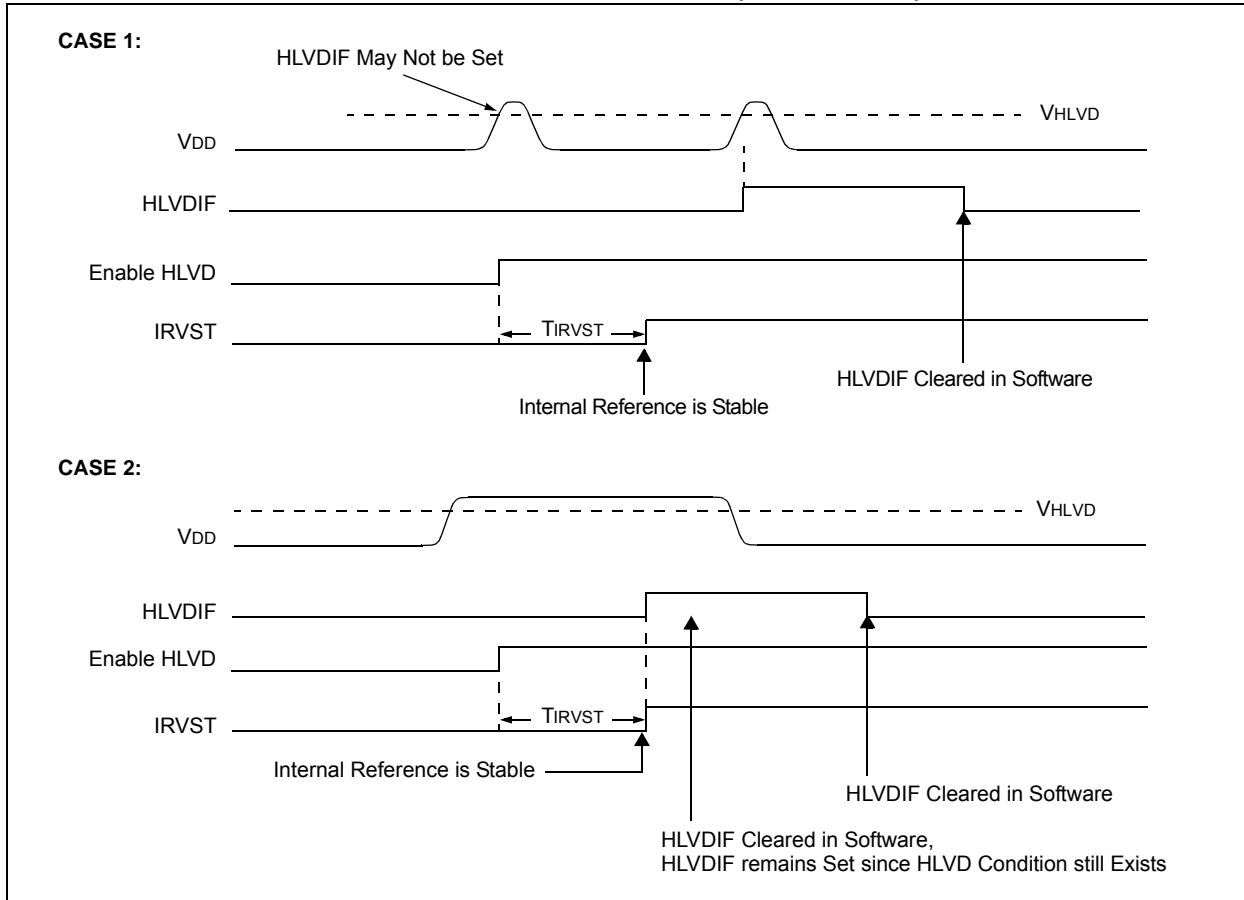 CASE 1:
HLVDIF May Not be Set
VHLVD
VDD
HLVDIF
Enable HLVD
TIRVST
IRVST
HLVDIF Cleared in Software
Internal Reference is Stable
CASE 2:
VHLVD
VDD
HLVDIF
Enable HLVD
TIRVST
IRVST
Internal Reference is Stable
HLVDIF Cleared in Software
HLVDIF Cleared in Software,
HLVDIF remains Set since HLVD Condition still Exists